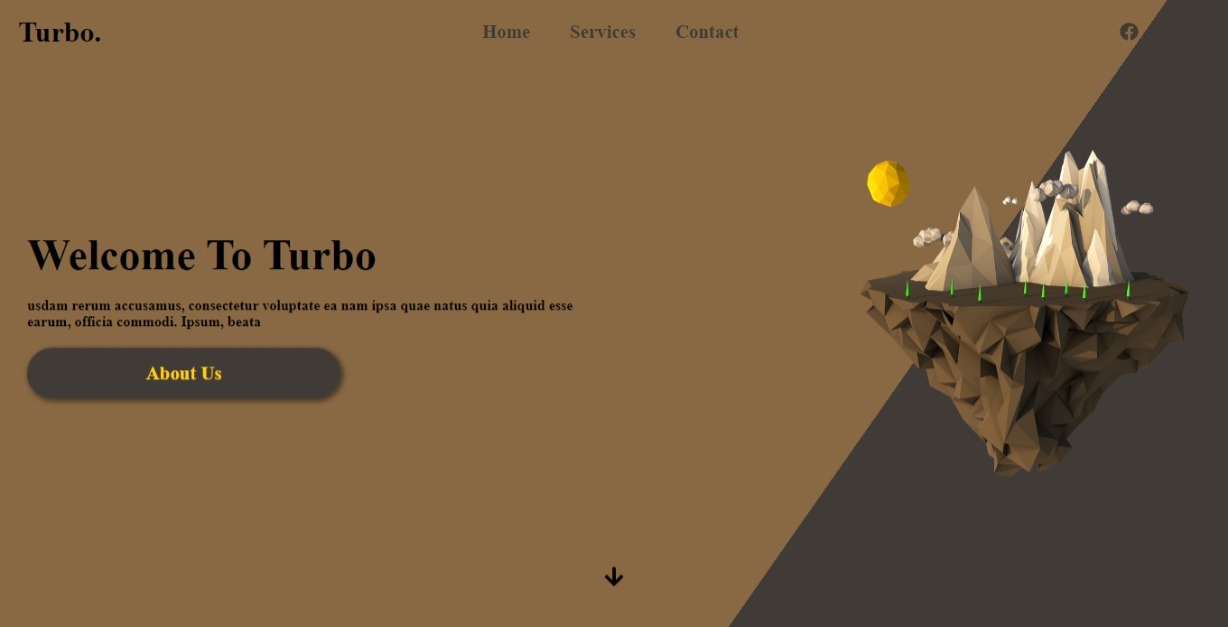 Turbo.
Home Services Contact
Welcome To Turbo
usdam rerum accusamus, consectetur voluptate ea nam ipsa quae natus quia aliquid esse
earum, officia commodi. Ipsum, beata
About Us